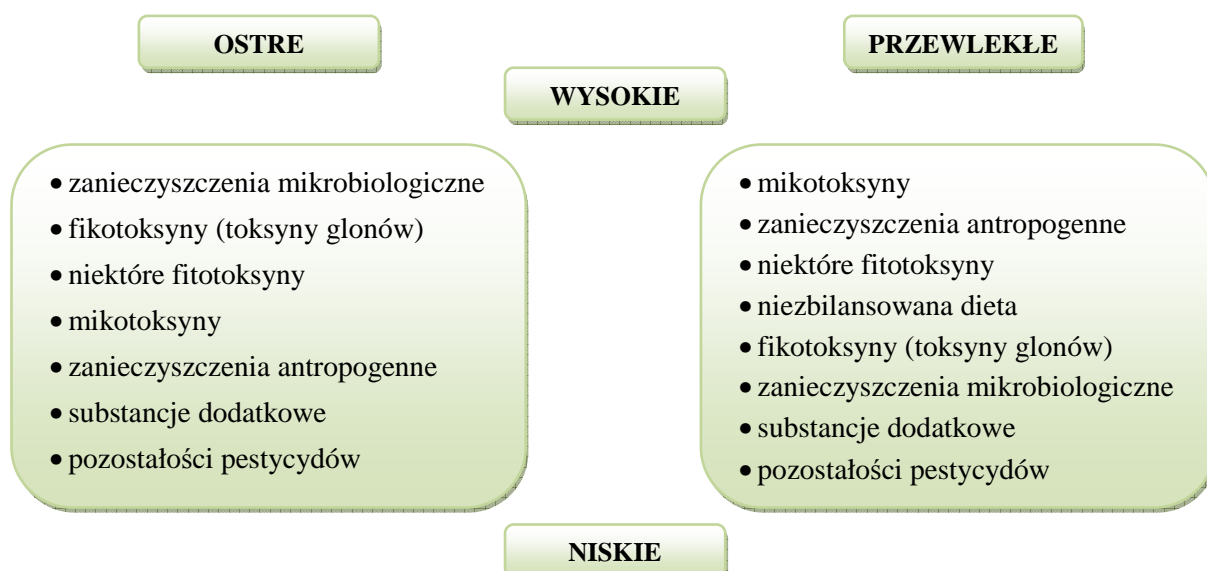 OSTRE
PRZEWLEKŁE
WYSOKIE
• zanieczyszczenia mikrobiologiczne
• fikotoksyny (toksyny glonów)
• niektóre fitotoksyny
• mikotoksyny
• zanieczyszczenia antropogenne
• substancje dodatkowe
• pozostałości pestycydów
• mikotoksyny
• zanieczyszczenia antropogenne
• niektóre fitotoksyny
• niezbilansowana dieta
• fikotoksyny (toksyny glonów)
• zanieczyszczenia mikrobiologiczne
• substancje dodatkowe
• pozostałości pestycydów
NISKIE